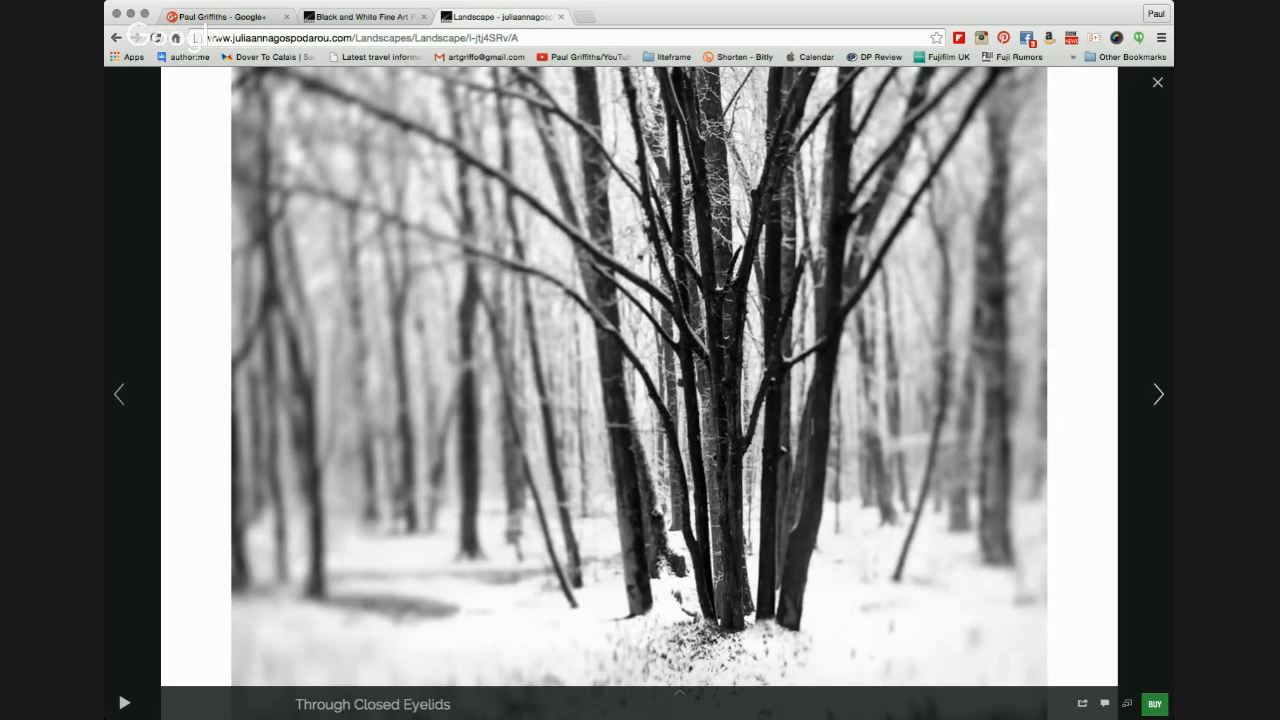 Paul Griffiths - Google+
Black and White Fine Art P
Landscape - juliaannagosp
Paul
www.juliaannagospodarou.com/Landscapes/Landscape/i-jtj4SRv/A
Apps
author:me
Dover To Calais | Sa
Latest travel inform
artgriffo@gmail.com
Paul Griffiths/YouTu
liteframe
Shorten - Bitly
Calendar
DP Review
Fujifilm UK
Fuji Rumors
»
Other Bookmarks
Through Closed Eyelids
BUY